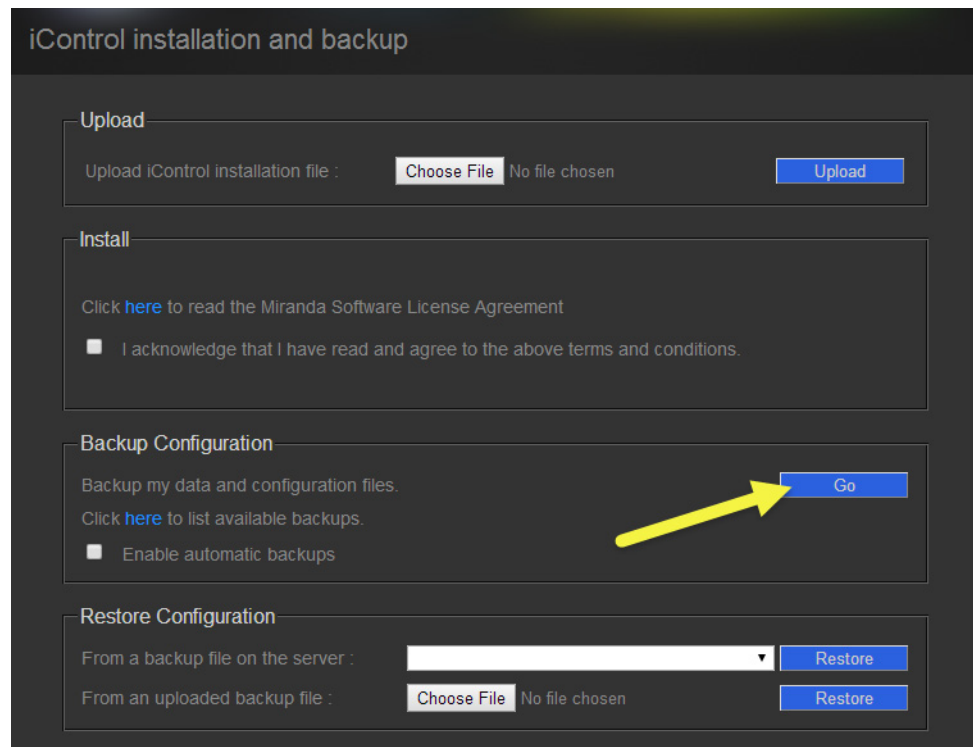 iControl installation and backup
Upload
Upload iControl installation file : Choose File No file chosen Upload
Install
Click here to read the Miranda Software License Agreement
I acknowledge that I have read and agree to the above terms and conditions.
Backup Configuration
Backup my data and configuration files. Go
Click here to list available backups.
Enable automatic backups
Restore Configuration
From a backup file on the server : Restore
From an uploaded backup file : Choose File No file chosen Restore